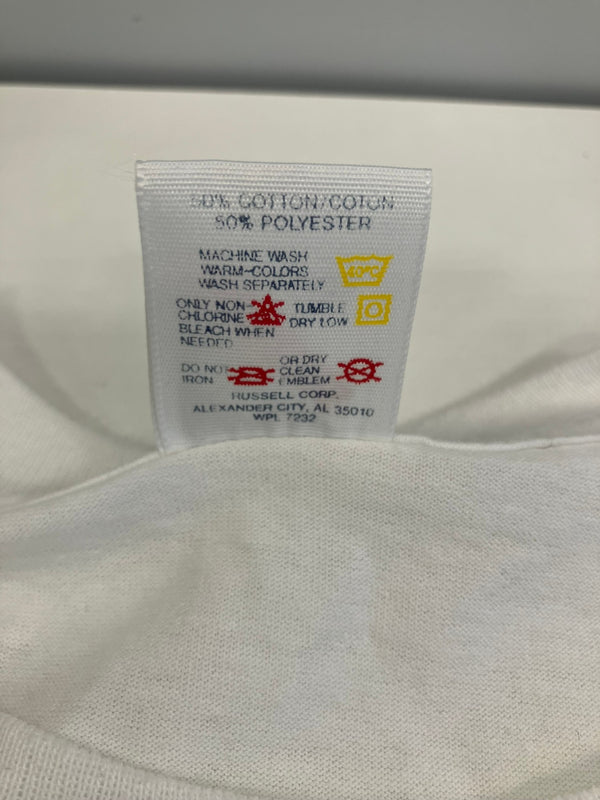 50% COTTON/COTON
50% POLYESTER
MACHINE WASH
WARM-COLORS
WASH SEPARATELY
40°C
ONLY NON-
CHLORINE
BLEACH WHEN
NEEDED
TUMBLE
DRY LOW
DO NOT
IRON
OR DRY
CLEAN
EMBLEM
RUSSELL CORP.
ALEXANDER CITY, AL 35010
WPL 7232